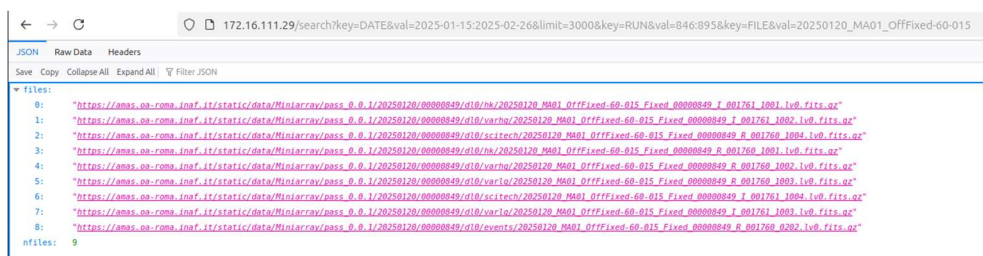 172.16.111.29/search?key=DATE&val=2025-01-15:2025-02-26&limit=3000&key=RUN&val=846:895&key=FILE&val=20250120_MA01_OffFixed-60-015
JSON Raw Data Headers
Save Copy Collapse All Expand All Filter JSON
files:
0: "https://amas.oa-roma.inaf.it/static/data/Miniarray/pass_0.0.1/20250120/00000849/dl0/hk/20250120_MA01_OffFixed-60-015_Fixed_00000849_I_001761_1001.lv0.fits.gz"
1: "https://amas.oa-roma.inaf.it/static/data/Miniarray/pass_0.0.1/20250120/00000849/dl0/varhg/20250120_MA01_OffFixed-60-015_Fixed_00000849_I_001761_1002.lv0.fits.gz"
2: "https://amas.oa-roma.inaf.it/static/data/Miniarray/pass_0.0.1/20250120/00000849/dl0/scitech/20250120_MA01_OffFixed-60-015_Fixed_00000849_R_001760_1004.lv0.fits.gz"
3: "https://amas.oa-roma.inaf.it/static/data/Miniarray/pass_0.0.1/20250120/00000849/dl0/hk/20250120_MA01_OffFixed-60-015_Fixed_00000849_R_001760_1001.lv0.fits.gz"
4: "https://amas.oa-roma.inaf.it/static/data/Miniarray/pass_0.0.1/20250120/00000849/dl0/varhg/20250120_MA01_OffFixed-60-015_Fixed_00000849_R_001760_1002.lv0.fits.gz"
5: "https://amas.oa-roma.inaf.it/static/data/Miniarray/pass_0.0.1/20250120/00000849/dl0/varlg/20250120_MA01_OffFixed-60-015_Fixed_00000849_R_001760_1003.lv0.fits.gz"
6: "https://amas.oa-roma.inaf.it/static/data/Miniarray/pass_0.0.1/20250120/00000849/dl0/scitech/20250120_MA01_OffFixed-60-015_Fixed_00000849_I_001761_1004.lv0.fits.gz"
7: "https://amas.oa-roma.inaf.it/static/data/Miniarray/pass_0.0.1/20250120/00000849/dl0/varlg/20250120_MA01_OffFixed-60-015_Fixed_00000849_I_001761_1003.lv0.fits.gz"
8: "https://amas.oa-roma.inaf.it/static/data/Miniarray/pass_0.0.1/20250120/00000849/dl0/events/20250120_MA01_OffFixed-60-015_Fixed_00000849_R_001760_0202.lv0.fits.gz"
nfiles: 9